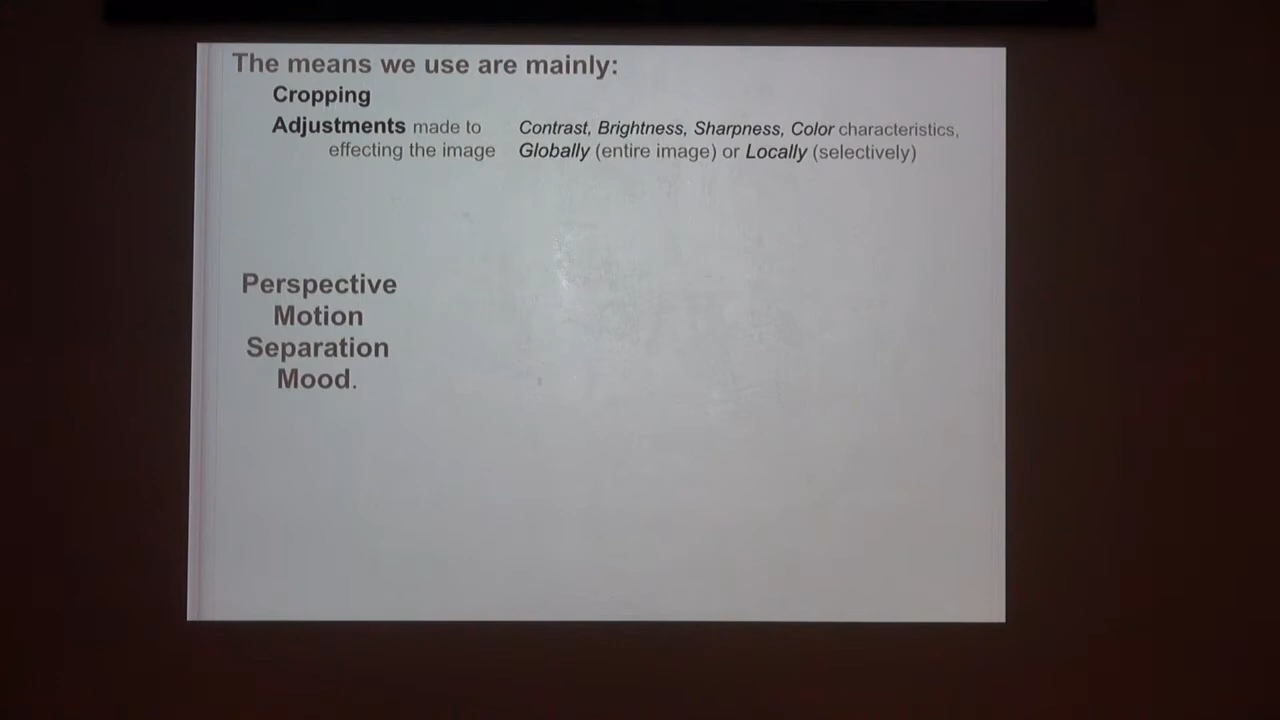 The means we use are mainly:
Cropping
Adjustments made to Contrast, Brightness, Sharpness, Color characteristics,
effecting the image Globally (entire image) or Locally (selectively)
Perspective
Motion
Separation
Mood.